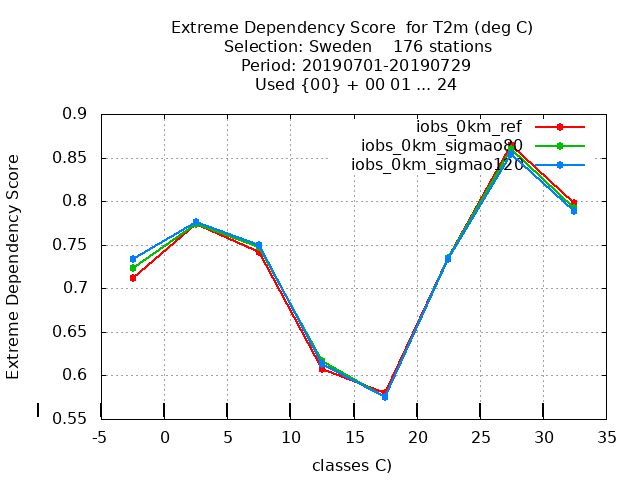 Extreme Dependency Score  for T2m (deg C)
Selection: Sweden    176 stations
Period: 20190701-20190729
Used {00} + 00 01 ... 24
iobs_0km_ref
iobs_0km_sigmao80
iobs_0km_sigmao120
Extreme Dependency Score
0.9
0.85
0.8
0.75
0.7
0.65
0.6
0.55
-5 0 5 10 15 20 25 30 35
classes C)